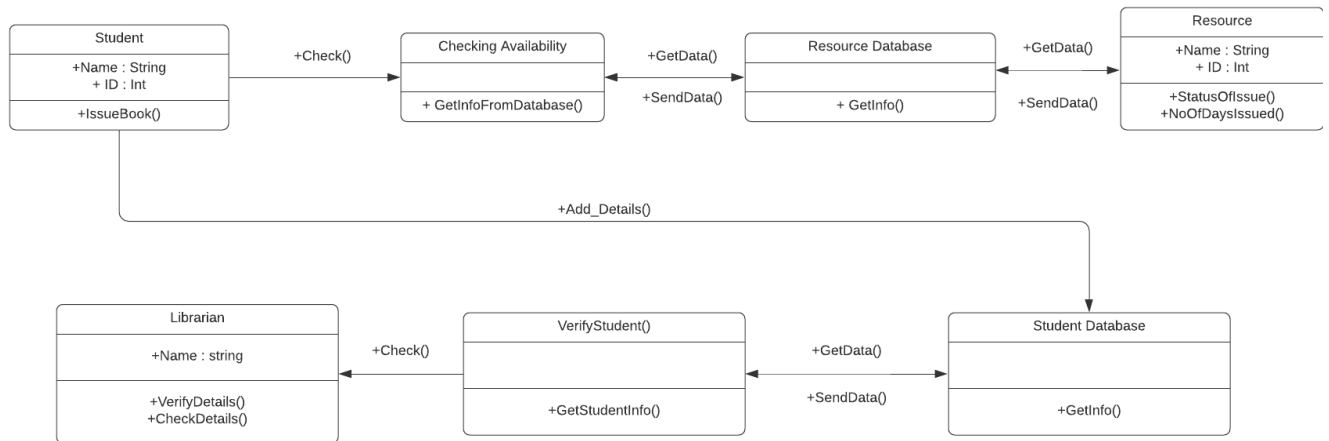 Student
+Name : String
+ ID : Int
+IssueBook()
+Check()
Checking Availability
+ GetInfoFromDatabase()
+GetData()
+SendData()
Resource Database
+ GetInfo()
+GetData()
+SendData()
Resource
+Name : String
+ ID : Int
+StatusOfIssue()
+NoOfDaysIssued()
+Add_Details()
Librarian
+Name : string
+VerifyDetails()
+CheckDetails()
+Check()
VerifyStudent()
+GetStudentInfo()
+GetData()
+SendData()
Student Database
+GetInfo()